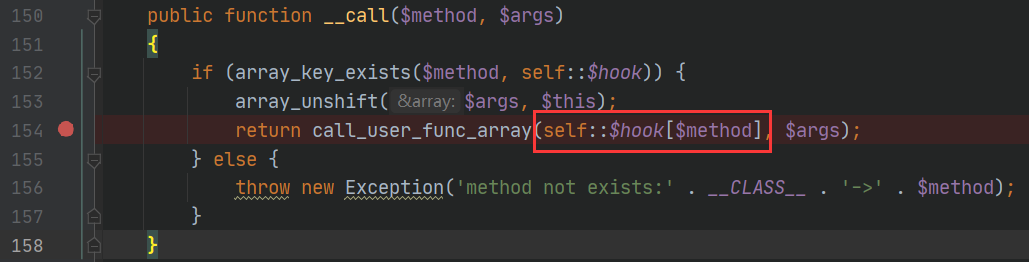 150 public function __call($method, $args)
151 {
152 if (array_key_exists($method, self::$hook)) {
153 array_unshift( &array: $args, $this);
154 return call_user_func_array(self::$hook[$method], $args);
155 } else {
156 throw new Exception('method not exists:' . __CLASS__ . '->' . $method);
157 }
158 }